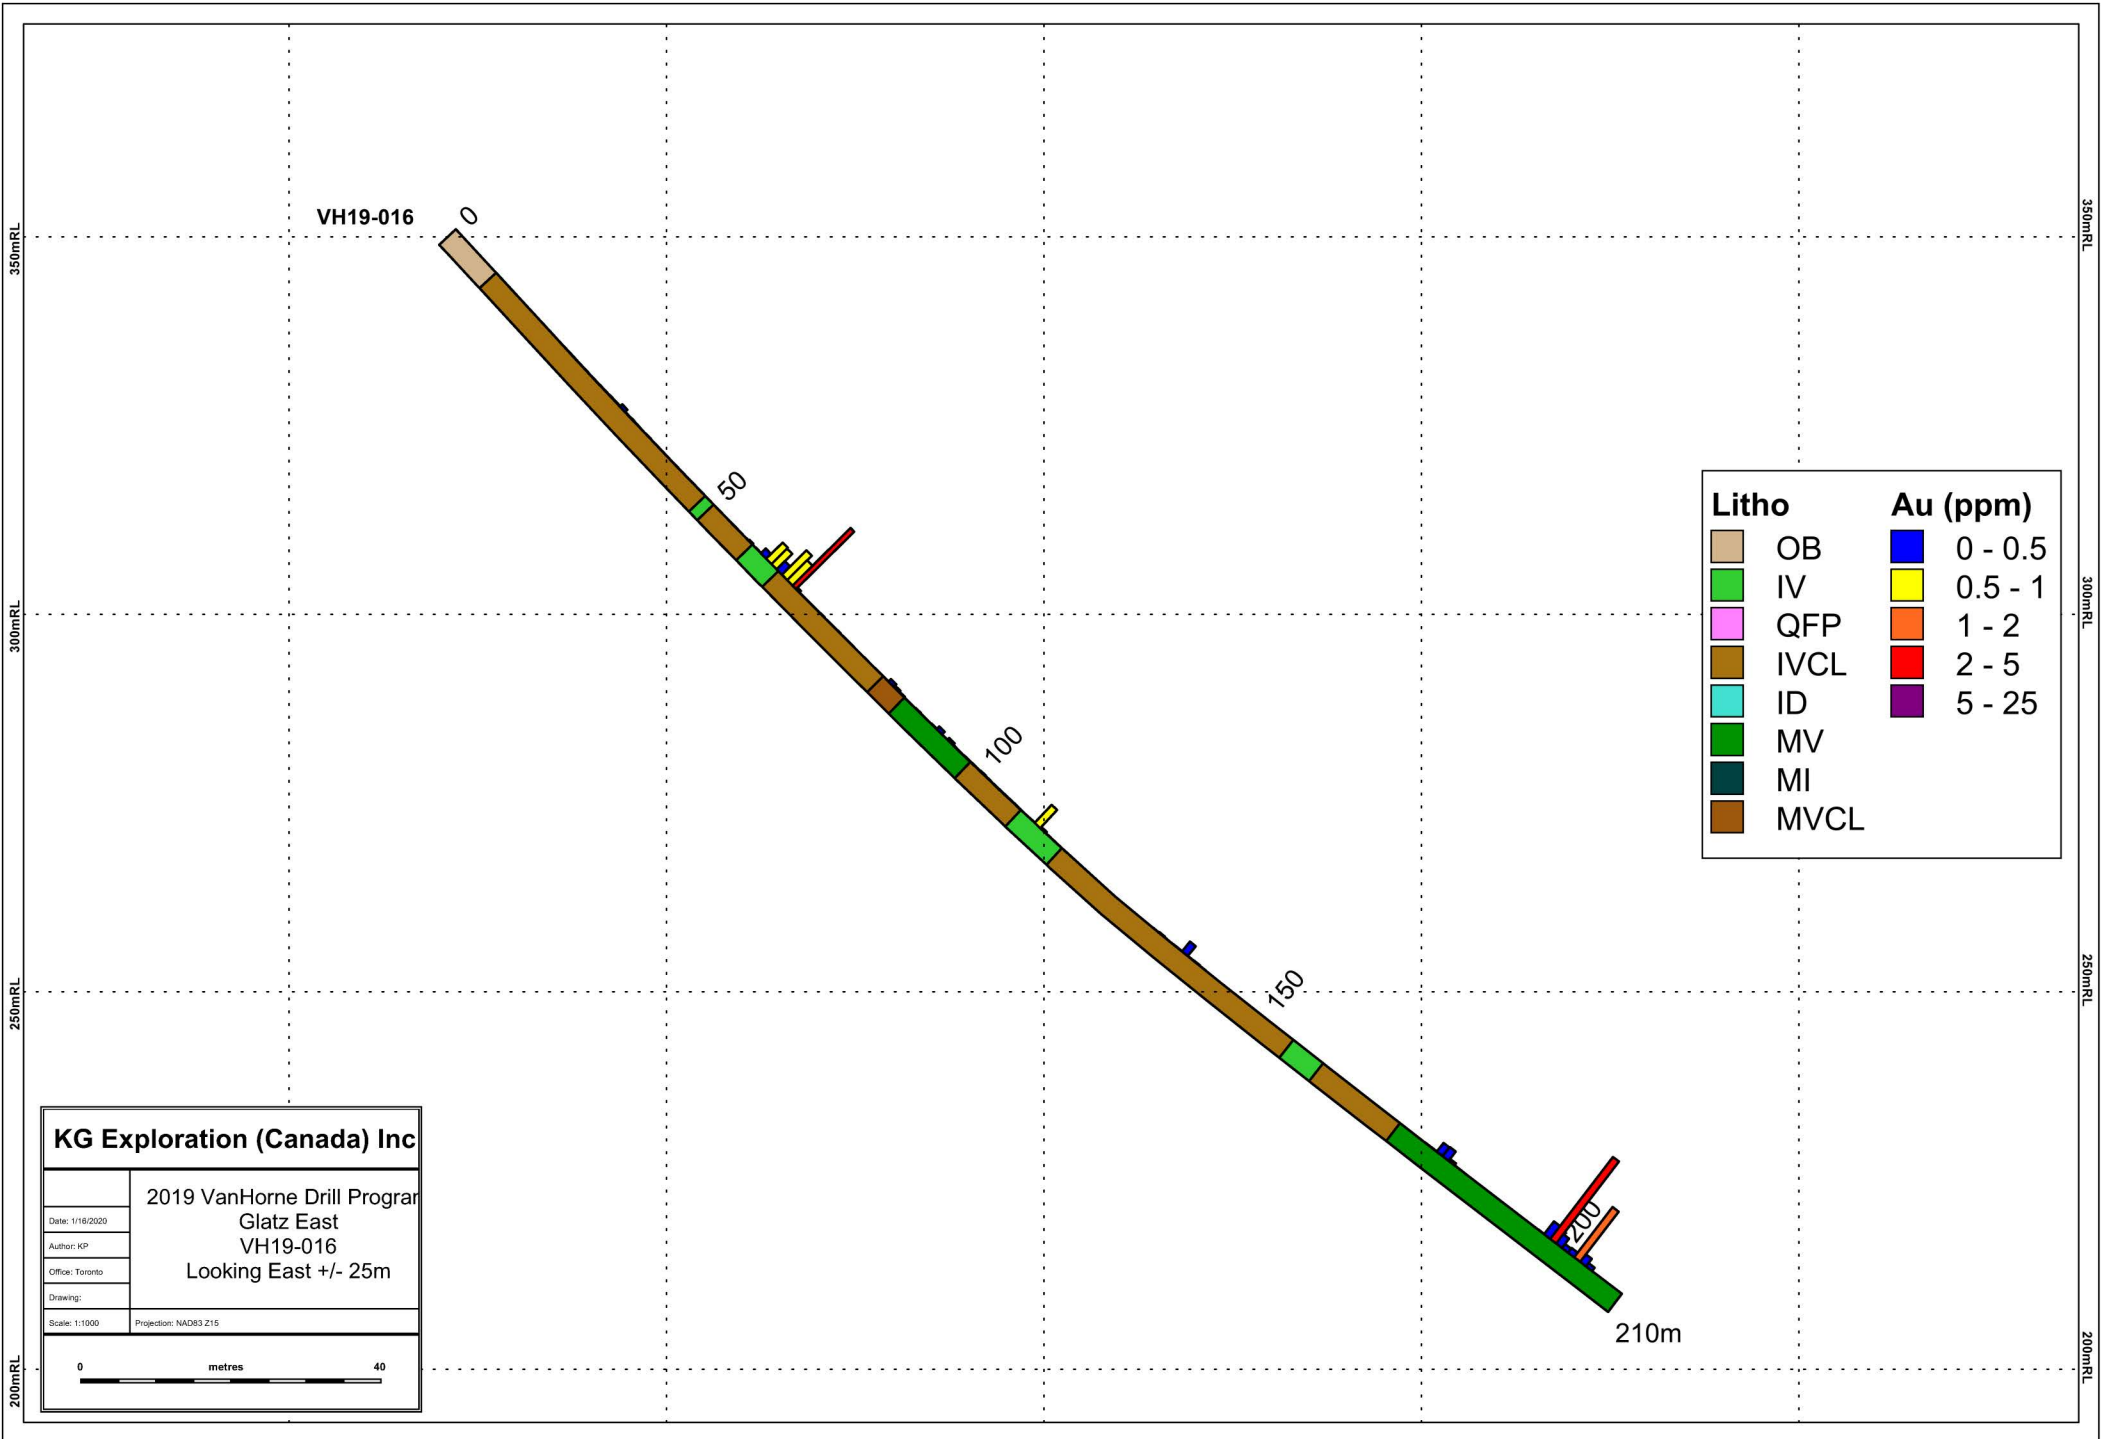 VH19-016
0
350mRL
350mRL
50
300mRL
300mRL
100
250mRL
250mRL
150
200
210m
200mRL
200mRL
Litho
Au (ppm)
OB
0 - 0.5
IV
0.5 - 1
QFP
1 - 2
IVCL
2 - 5
ID
5 - 25
MV
MI
MVCL
KG Exploration (Canada) Inc
2019 VanHorne Drill Prograr
Glatz East
VH19-016
Looking East +/- 25m
Date: 1/16/2020
Author: KP
Office: Toronto
Drawing:
Scale: 1:1000
Projection: NAD83 Z15
0 metres 40